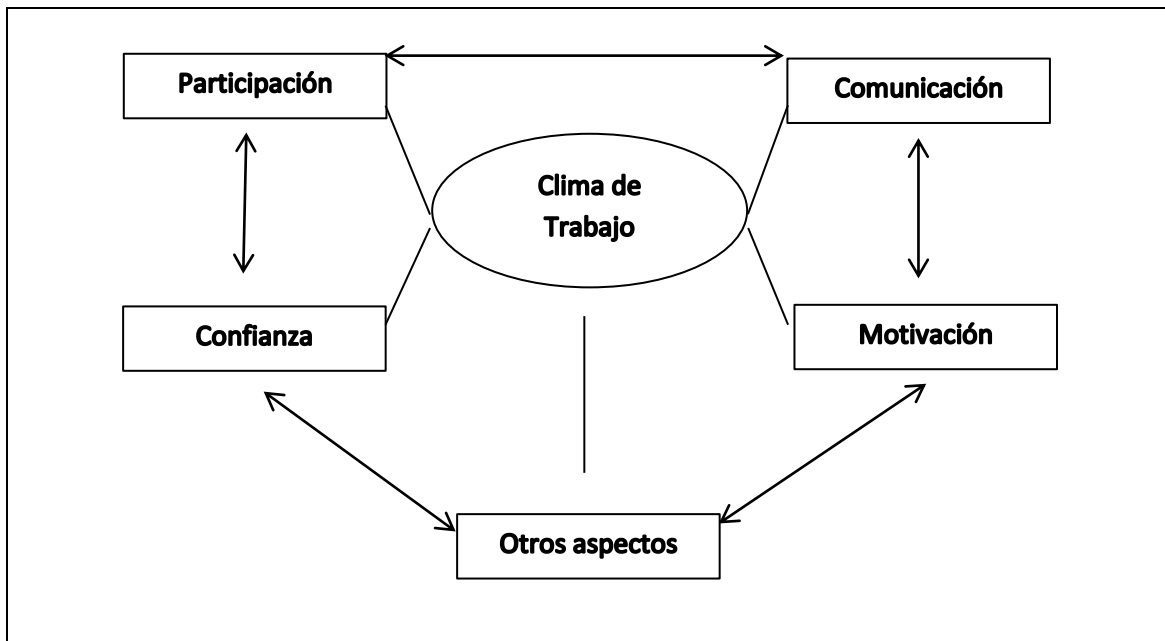 Participación
Comunicación
Clima de
Trabajo
Confianza
Motivación
Otros aspectos